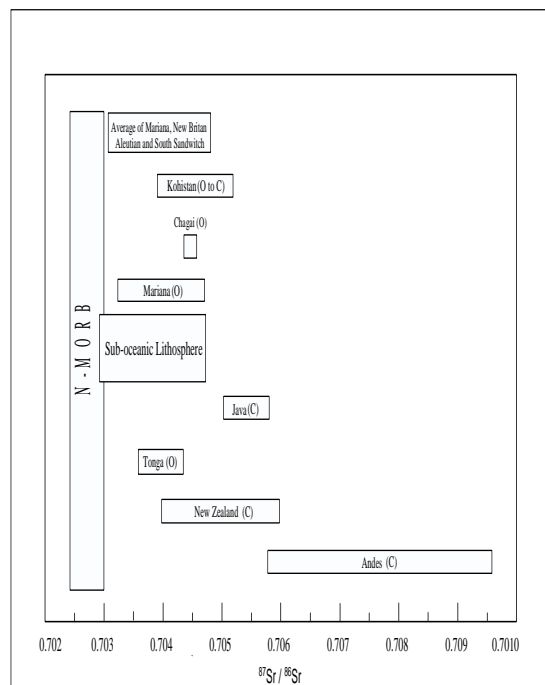 Average of Mariana, New Britan
Aleutian and South Sandwitch
Kohistan (O to C)
Chagai (O)
Mariana (O)
N - M O R B
Sub-oceanic Lithosphere
Java (C)
Tonga (O)
New Zealand (C)
Andes (C)
0.702 0.703 0.704 0.705 0.706 0.707 0.708 0.709 0.7010
87Sr / 86Sr